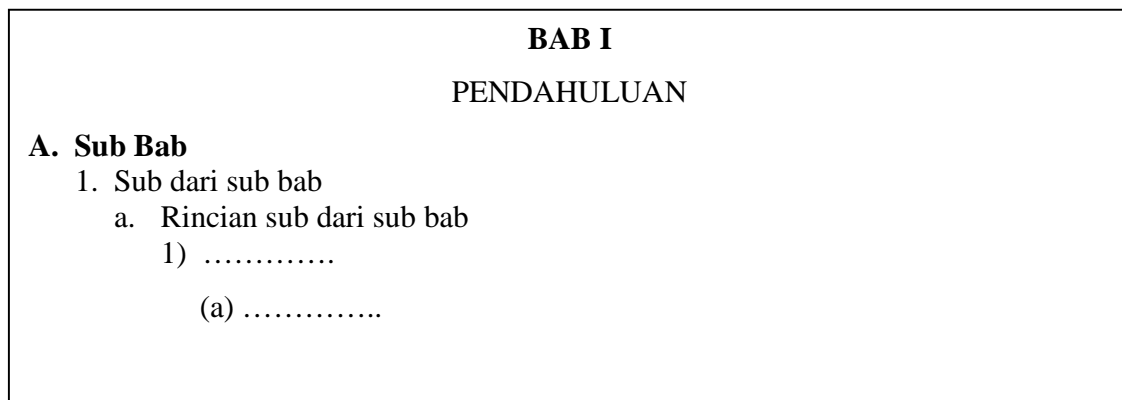 BAB I
PENDAHULUAN
A. Sub Bab
1. Sub dari sub bab
a. Rincian sub dari sub bab
1) ………….
(a) …………..